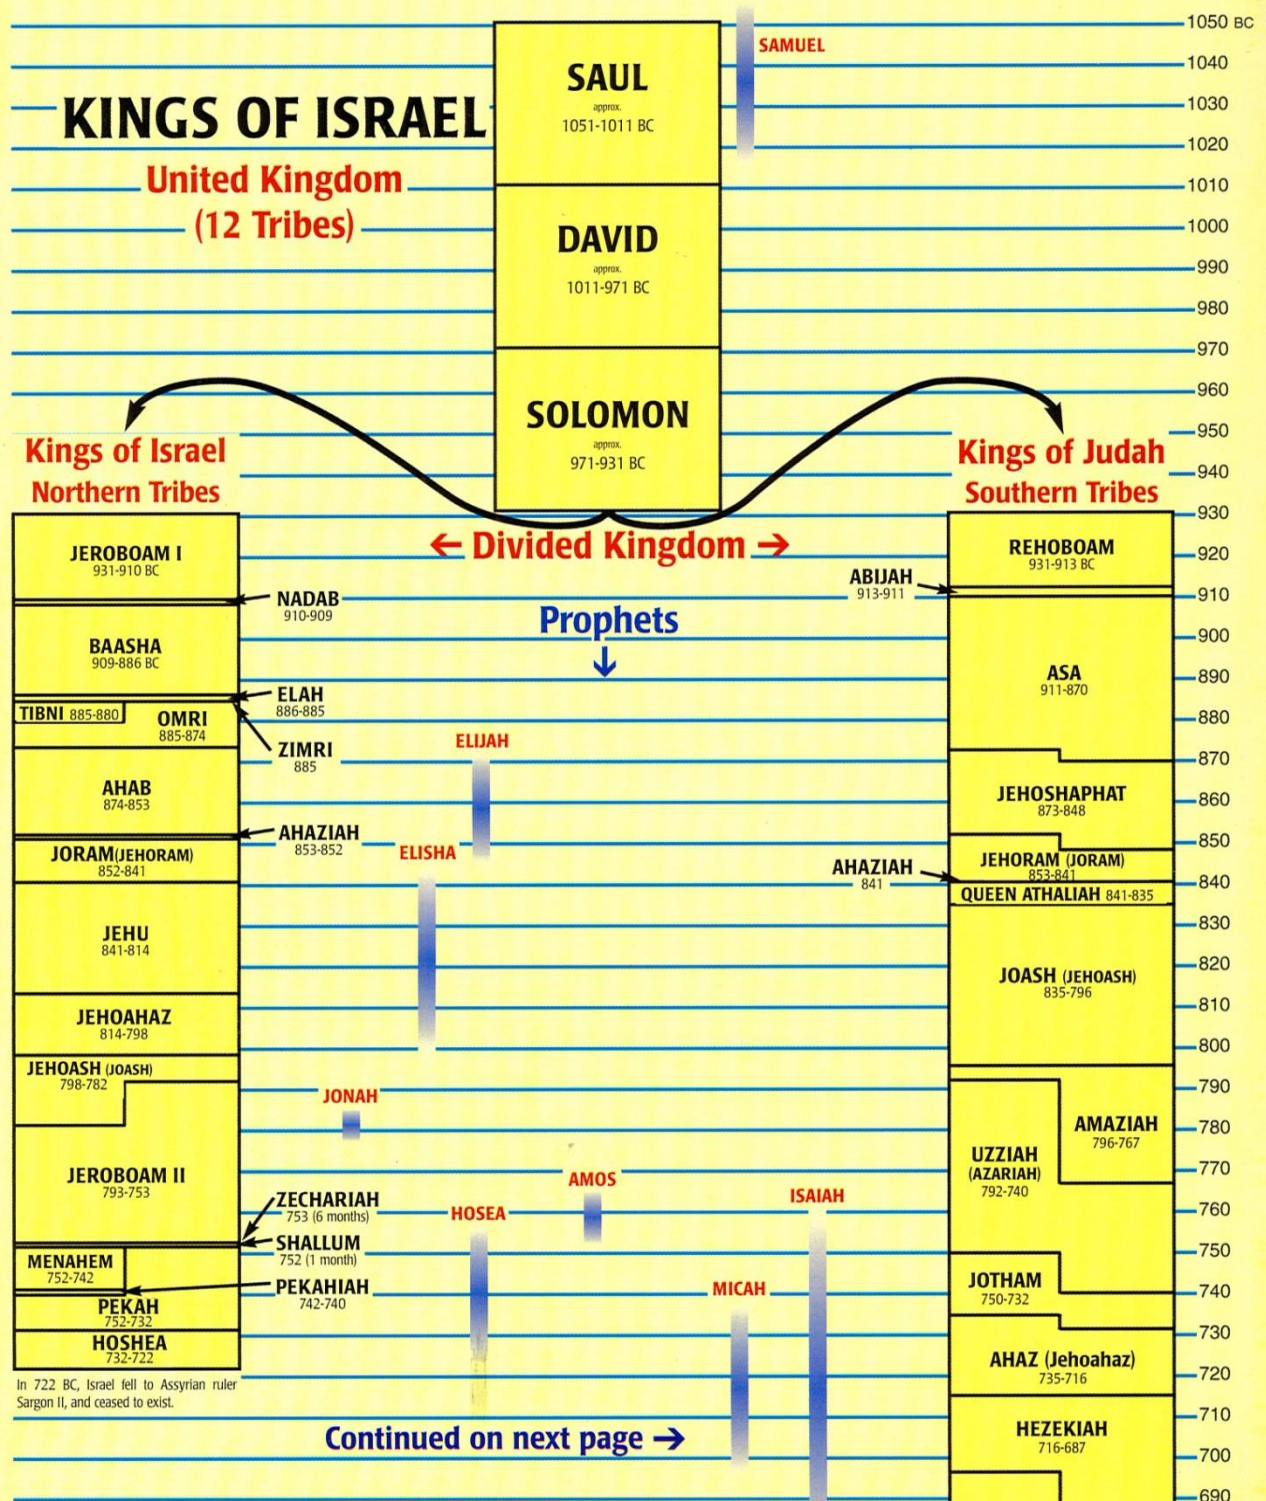 1050 BC
SAMUEL
SAUL
approx.
1051-1011 BC
1040
1030
1020
KINGS OF ISRAEL
United Kingdom
(12 Tribes)
1010
1000
990
980
DAVID
approx.
1011-971 BC
970
960
950
940
SOLOMON
approx.
971-931 BC
Kings of Israel
Northern Tribes
Kings of Judah
Southern Tribes
930
← Divided Kingdom →
JEROBOAM I
931-910 BC
REHOBOAM
931-913 BC
920
ABIJAH
913-911
NADAB
910-909
910
Prophets
↓
900
BAASHA
909-886 BC
890
ASA
911-870
ELAH
886-885
TIBNI 885-880
OMRI
885-874
880
ZIMRI
885
ELIJAH
870
AHAB
874-853
JEHOSHAPHAT
873-848
860
AHAZIAH
853-852
850
JORAM(JEHORAM)
852-841
ELISHA
JEHORAM (JORAM)
853-841
AHAZIAH
841
840
QUEEN ATHALIAH 841-835
JEHU
841-814
830
820
JOASH (JEHOASH)
835-796
810
JEHOAHAZ
814-798
800
JEHOASH (JOASH)
798-782
790
JONAH
780
AMAZIAH
796-767
UZZIAH
(AZARIAH)
792-740
770
JEROBOAM II
793-753
AMOS
ISAIAH
ZECHARIAH
753 (6 months)
HOSEA
760
SHALLUM
752 (1 month)
750
MENAHEM
752-742
PEKAHIAH
742-740
MICAH
JOTHAM
750-732
740
PEKAH
752-732
730
HOSHEA
732-722
AHAZ (Jehoahaz)
735-716
720
In 722 BC, Israel fell to Assyrian ruler
Sargon II, and ceased to exist.
710
HEZEKIAH
716-687
Continued on next page →
700
690